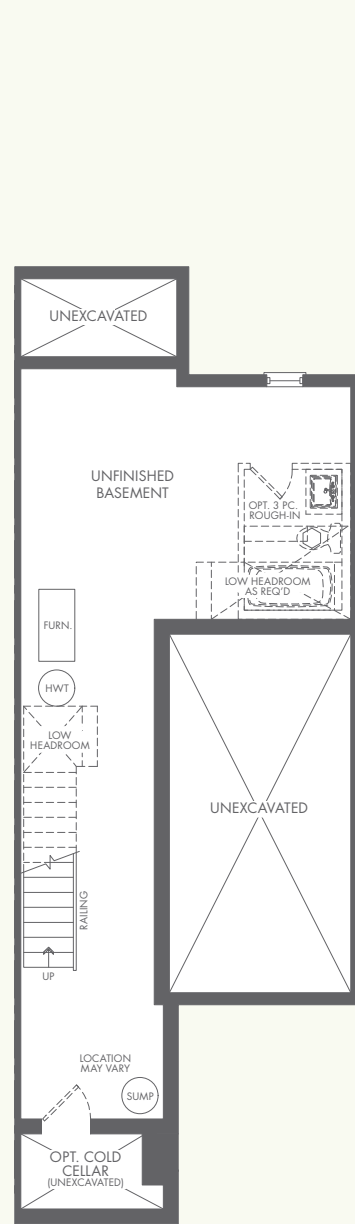 UNEXCAVATED
UNFINISHED
BASEMENT
OPT. 3 PC.
ROUGH-IN
LOW HEADROOM
AS REQ'D
FURN.
HWT
LOW
HEADROOM
UNEXCAVATED
RAILING
UP
LOCATION
MAY VARY
SUMP
OPT. COLD
CELLAR
(UNEXCAVATED)